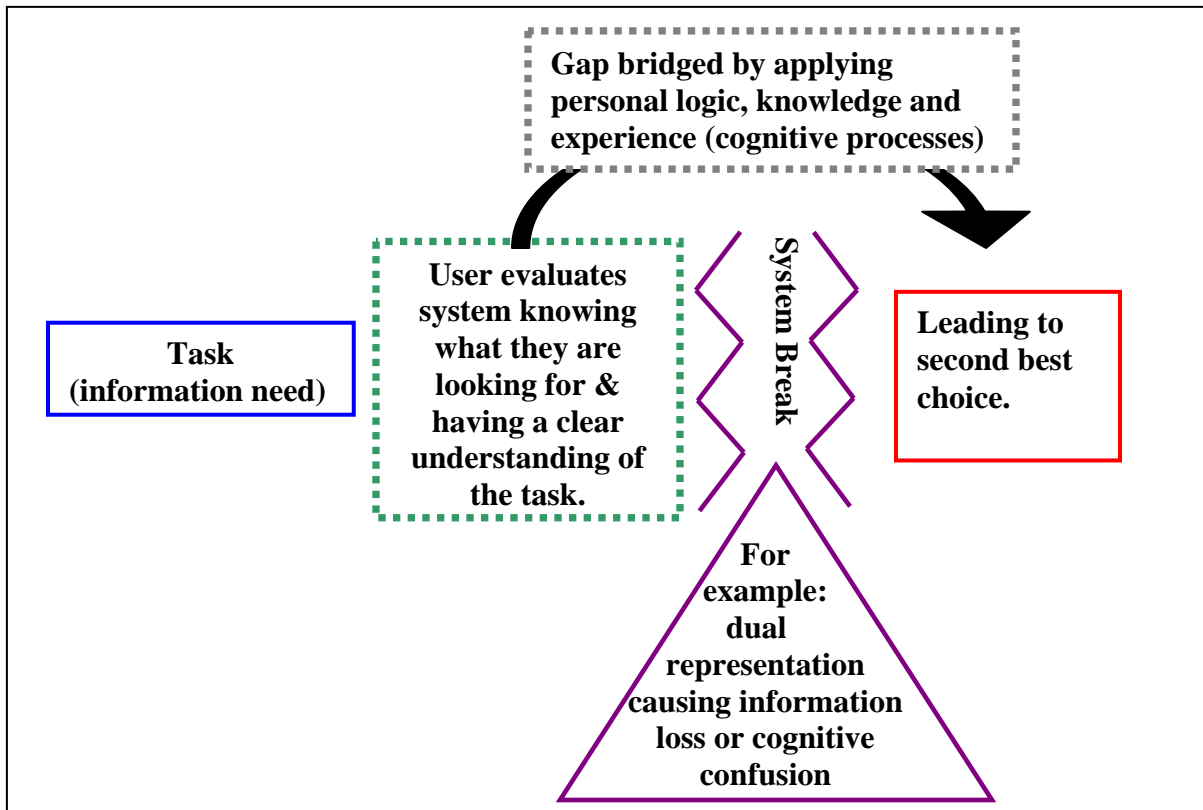 Gap bridged by applying
personal logic, knowledge and
experience (cognitive processes)
Task
(information need)
User evaluates
system knowing
what they are
looking for &
having a clear
understanding of
the task.
System Break
Leading to
second best
choice.
For
example:
dual
representation
causing information
loss or cognitive
confusion